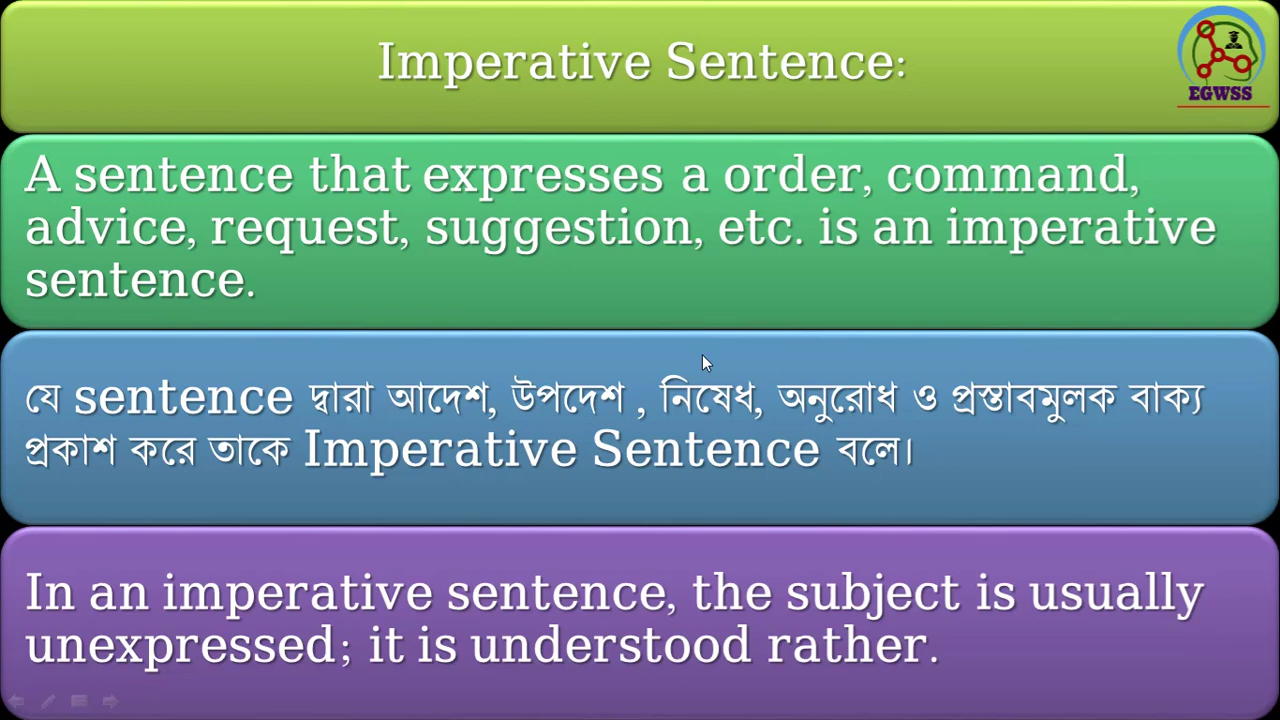 Imperative Sentence:
EGWSS
A sentence that expresses a order, command,
advice, request, suggestion, etc. is an imperative
sentence.
যে sentence দ্বারা আদেশ, উপদেশ , নিষেধ, অনুরোধ ও প্রস্তাবমুলক বাক্য
প্রকাশ করে তাকে Imperative Sentence বলে।
In an imperative sentence, the subject is usually
unexpressed; it is understood rather.